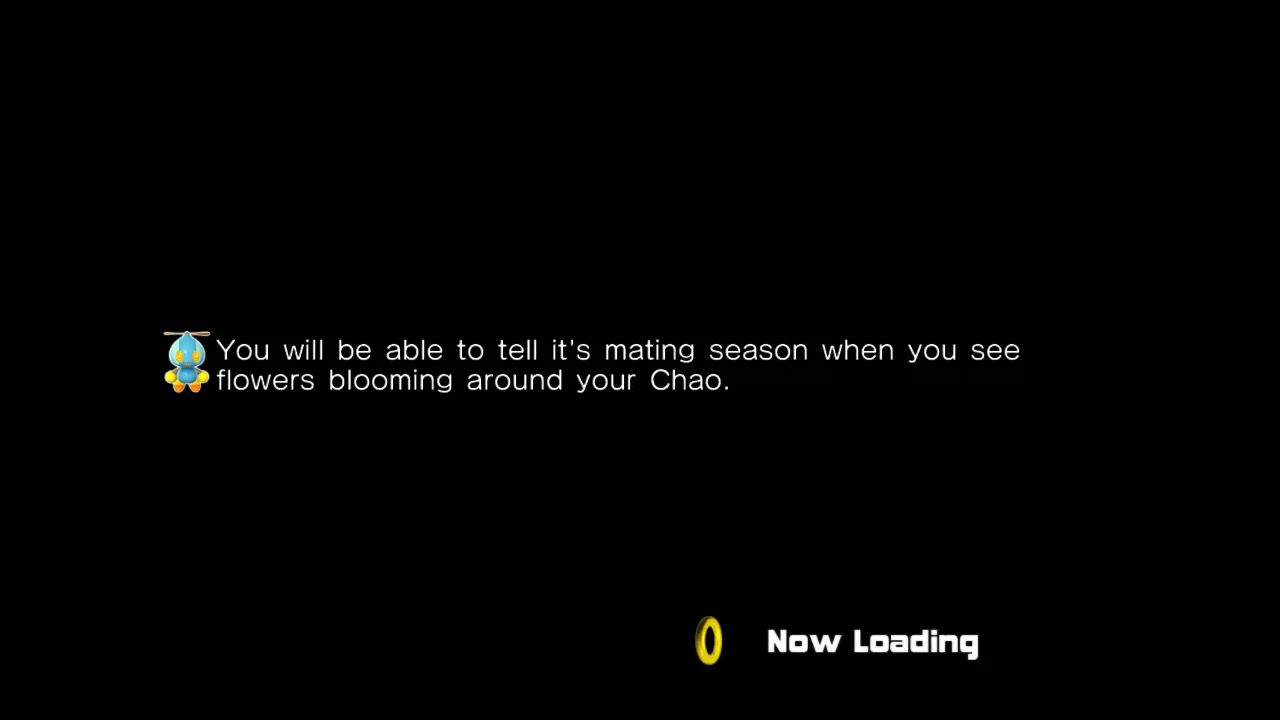 You will be able to tell it's mating season when you see
flowers blooming around your Chao.
Now Loading